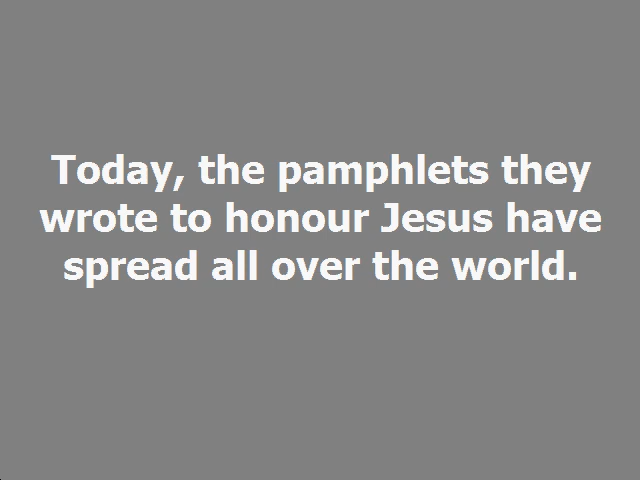 Today, the pamphlets they
wrote to honour Jesus have
spread all over the world.